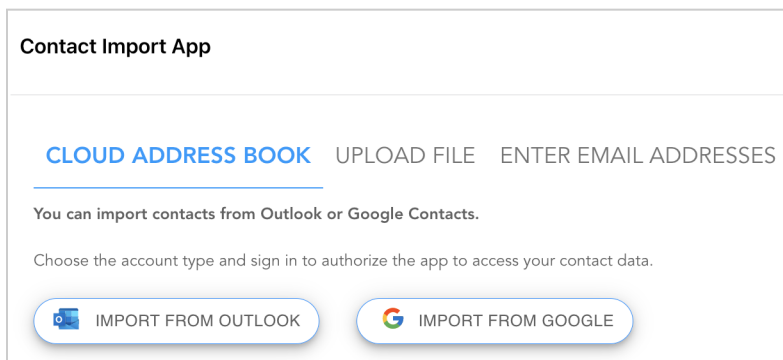 Contact Import App
CLOUD ADDRESS BOOK UPLOAD FILE ENTER EMAIL ADDRESSES
You can import contacts from Outlook or Google Contacts.
Choose the account type and sign in to authorize the app to access your contact data.
IMPORT FROM OUTLOOK IMPORT FROM GOOGLE